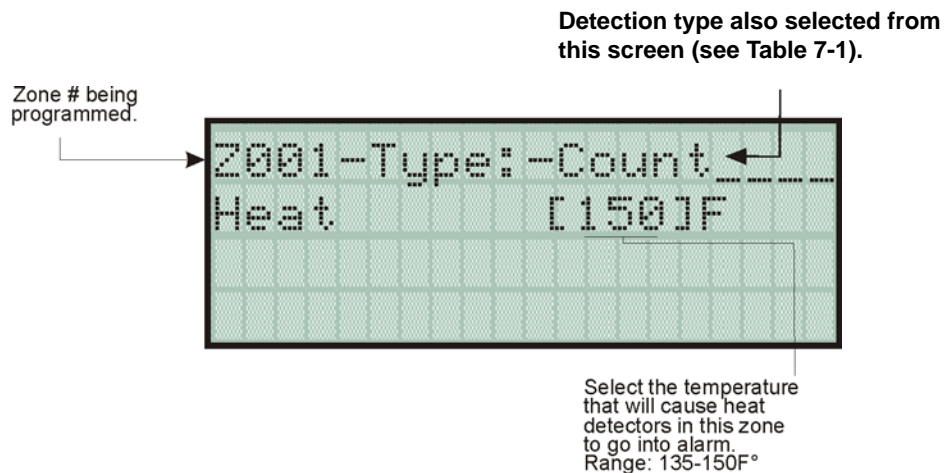 Detection type also selected from
this screen (see Table 7-1).
Zone # being
programmed.
Z001-Type:-Count____
Heat [150]F
Select the temperature
that will cause heat
detectors in this zone
to go into alarm.
Range: 135-150F°